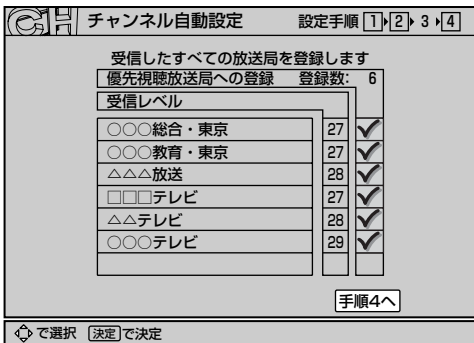 CH チャンネル自動設定 設定手順 1 2 3 4
受信したすべての放送局を登録します
優先視聴放送局への登録 登録数: 6
受信レベル
○○○総合・東京 27 ✓
○○○教育・東京 27 ✓
△△△放送 28 ✓
□□□テレビ 27 ✓
△△テレビ 28 ✓
○○○テレビ 29 ✓
手順4へ
で選択 決定で決定